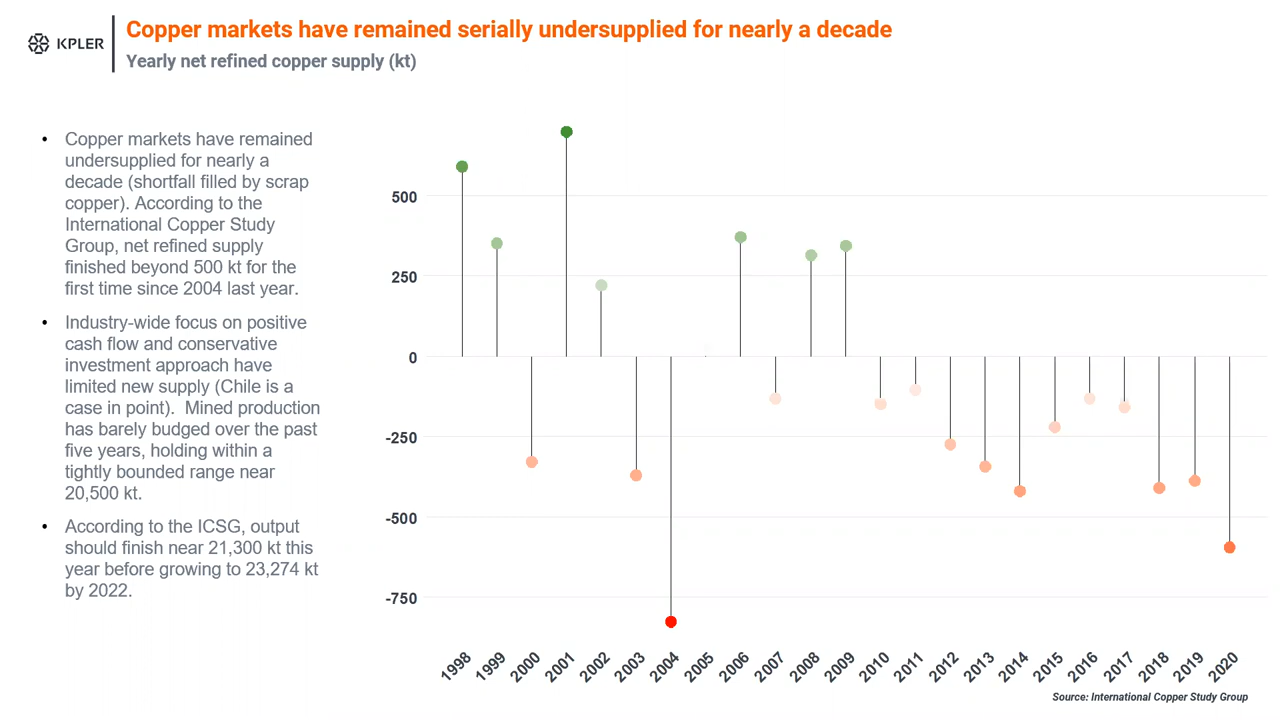 KPLER
Copper markets have remained serially undersupplied for nearly a decade
Yearly net refined copper supply (kt)
• Copper markets have remained
undersupplied for nearly a
decade (shortfall filled by scrap
copper). According to the
International Copper Study
Group, net refined supply
finished beyond 500 kt for the
first time since 2004 last year.
• Industry-wide focus on positive
cash flow and conservative
investment approach have
limited new supply (Chile is a
case in point).  Mined production
has barely budged over the past
five years, holding within a
tightly bounded range near
20,500 kt.
• According to the ICSG, output
should finish near 21,300 kt this
year before growing to 23,274 kt
by 2022.
500
250
0
-250
-500
-750
1998 1999 2000 2001 2002 2003 2004 2005 2006 2007 2008 2009 2010 2011 2012 2013 2014 2015 2016 2017 2018 2019 2020
Source: International Copper Study Group